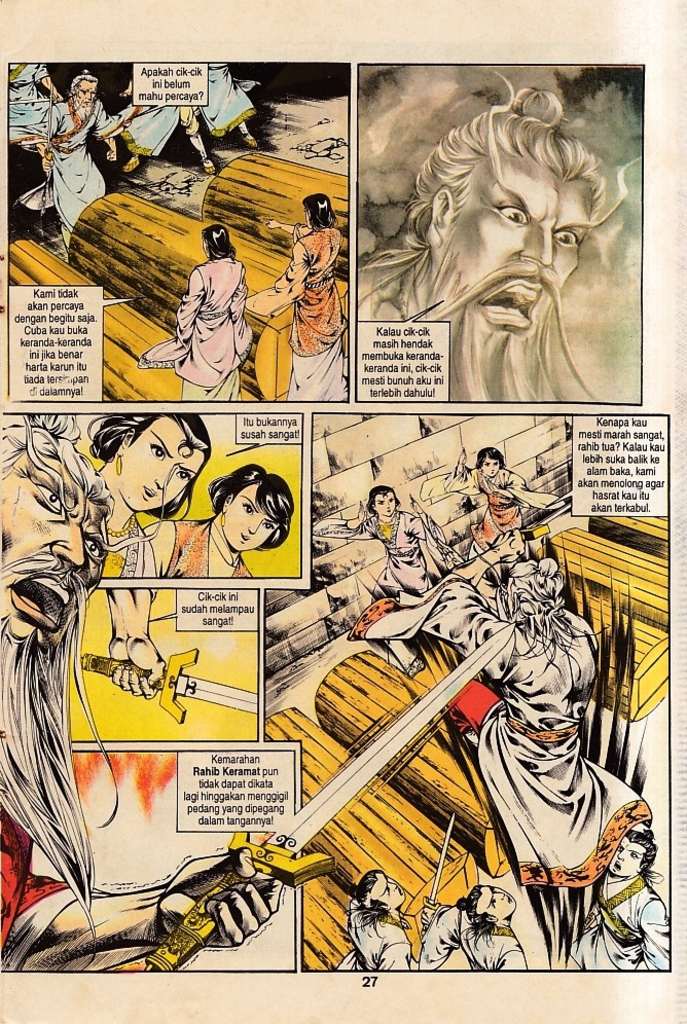 Apakah cik-cik
ini belum
mahu percaya?
Kami tidak
akan percaya
dengan begitu saja.
Cuba kau buka
keranda-keranda
ini jika benar
harta karun itu
tiada tersimpan
di dalamnya!
Kalau cik-cik
masih hendak
membuka keranda-
keranda ini, cik-cik
mesti bunuh aku ini
terlebih dahulu!
Itu bukannya
susah sangat!
Cik-cik ini
sudah melampau
sangat!
Kemarahan
Rahib Keramat pun
tidak dapat dikata
lagi hinggakan menggigil
pedang yang dipegang
dalam tangannya!
Kenapa kau
mesti marah sangat,
rahib tua? Kalau kau
lebih suka balik ke
alam baka, kami
akan menolong agar
hasrat kau itu
akan terkabul.
27